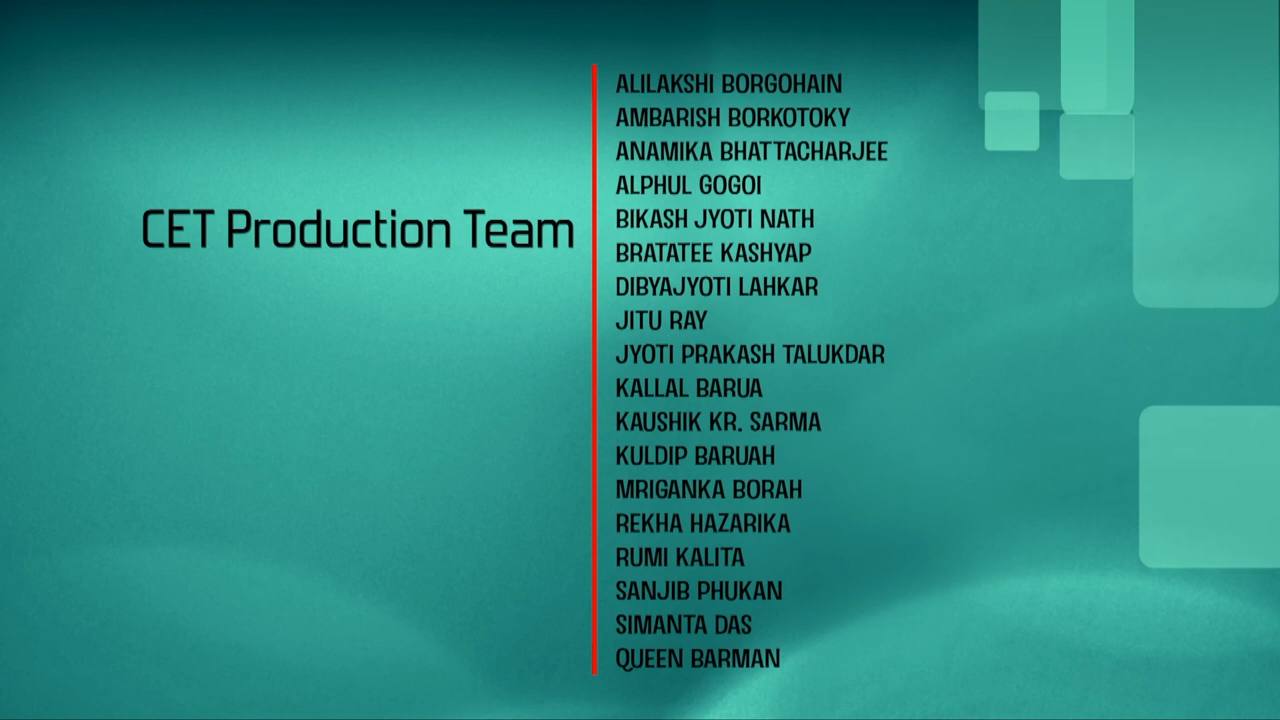 CET Production Team
ALILAKSHI BORGOHAIN
AMBARISH BORKOTOKY
ANAMIKA BHATTACHARJEE
ALPHUL GOGOI
BIKASH JYOTI NATH
BRATATEE KASHYAP
DIBYAJYOTI LAHKAR
JITU RAY
JYOTI PRAKASH TALUKDAR
KALLAL BARUA
KAUSHIK KR. SARMA
KULDIP BARUAH
MRIGANKA BORAH
REKHA HAZARIKA
RUMI KALITA
SANJIB PHUKAN
SIMANTA DAS
QUEEN BARMAN